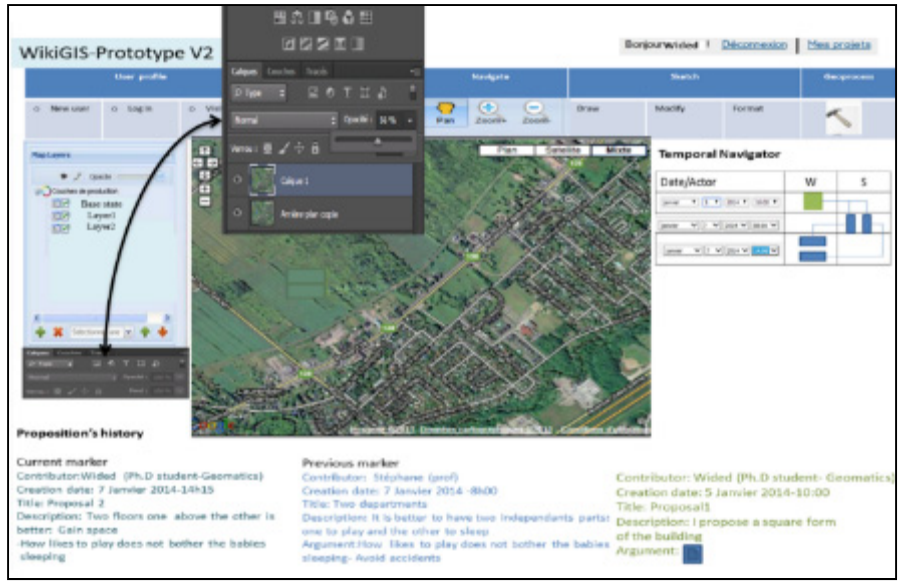 WikiGIS-Prototype V2
Bonjour Wided ! Déconnexion | Mes projets
User profile
Navigate
Sketch
Geoprocess
New user
Log in
Pan
Zoom+
Zoom-
Draw
Modify
Format
Calques Couches Tracés
Type
Normal
Opacité :
Verrou :
Calque 1
Arrière plan copie
Map Layers
Couches de production
Base state
Layer1
Layer2
Plan
Satellite
Mixte
Temporal Navigator
Date/Actor W S
Proposition's history
Current marker
Contributor:Wided (Ph.D student-Geomatics)
Creation date: 7 Janvier 2014-14h15
Title: Proposal 2
Description: Two floors one above the other is
better: Gain space
-How likes to play does not bother the babies
sleeping
Previous marker
Contributor: Stéphane (prof)
Creation date: 7 Janvier 2014 -8h00
Title: Two departments
Description: It is better to have two independants parts:
one to play and the other to sleep
Argument:How likes to play does not bother the babies
sleeping- Avoid accidents
Contributor: Wided (Ph.D student- Geomatics)
Creation date: 5 Janvier 2014-10:00
Title: Proposal1
Description: I propose a square form
of the building
Argument: